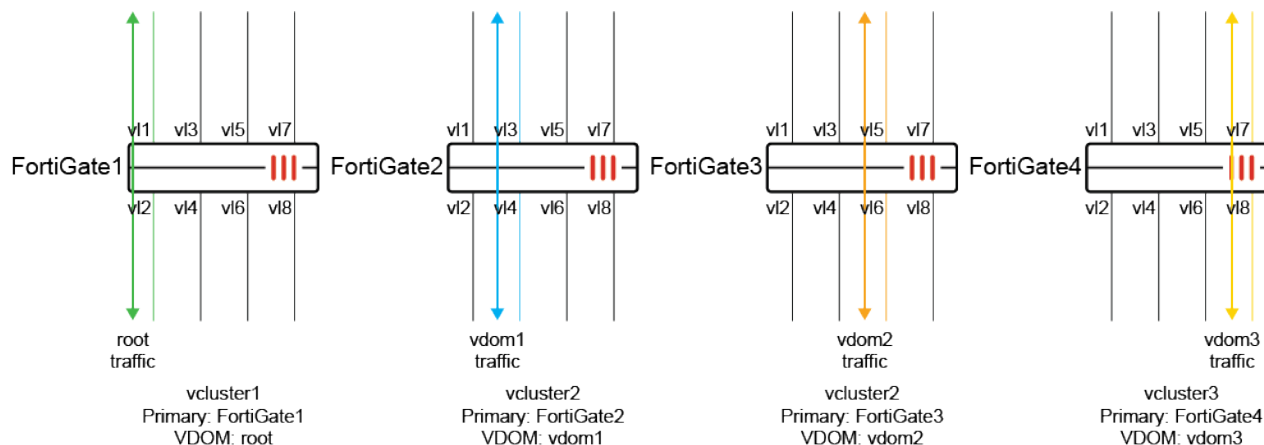 vl1 vl3 vl5 vl7
FortiGate1
vl2 vl4 vl6 vl8
root
traffic
vcluster1
Primary: FortiGate1
VDOM: root
vl1 vl3 vl5 vl7
FortiGate2
vl2 vl4 vl6 vl8
vdom1
traffic
vcluster2
Primary: FortiGate2
VDOM: vdom1
vl1 vl3 vl5 vl7
FortiGate3
vl2 vl4 vl6 vl8
vdom2
traffic
vcluster2
Primary: FortiGate3
VDOM: vdom2
vl1 vl3 vl5 vl7
FortiGate4
vl2 vl4 vl6 vl8
vdom3
traffic
vcluster3
Primary: FortiGate4
VDOM: vdom3